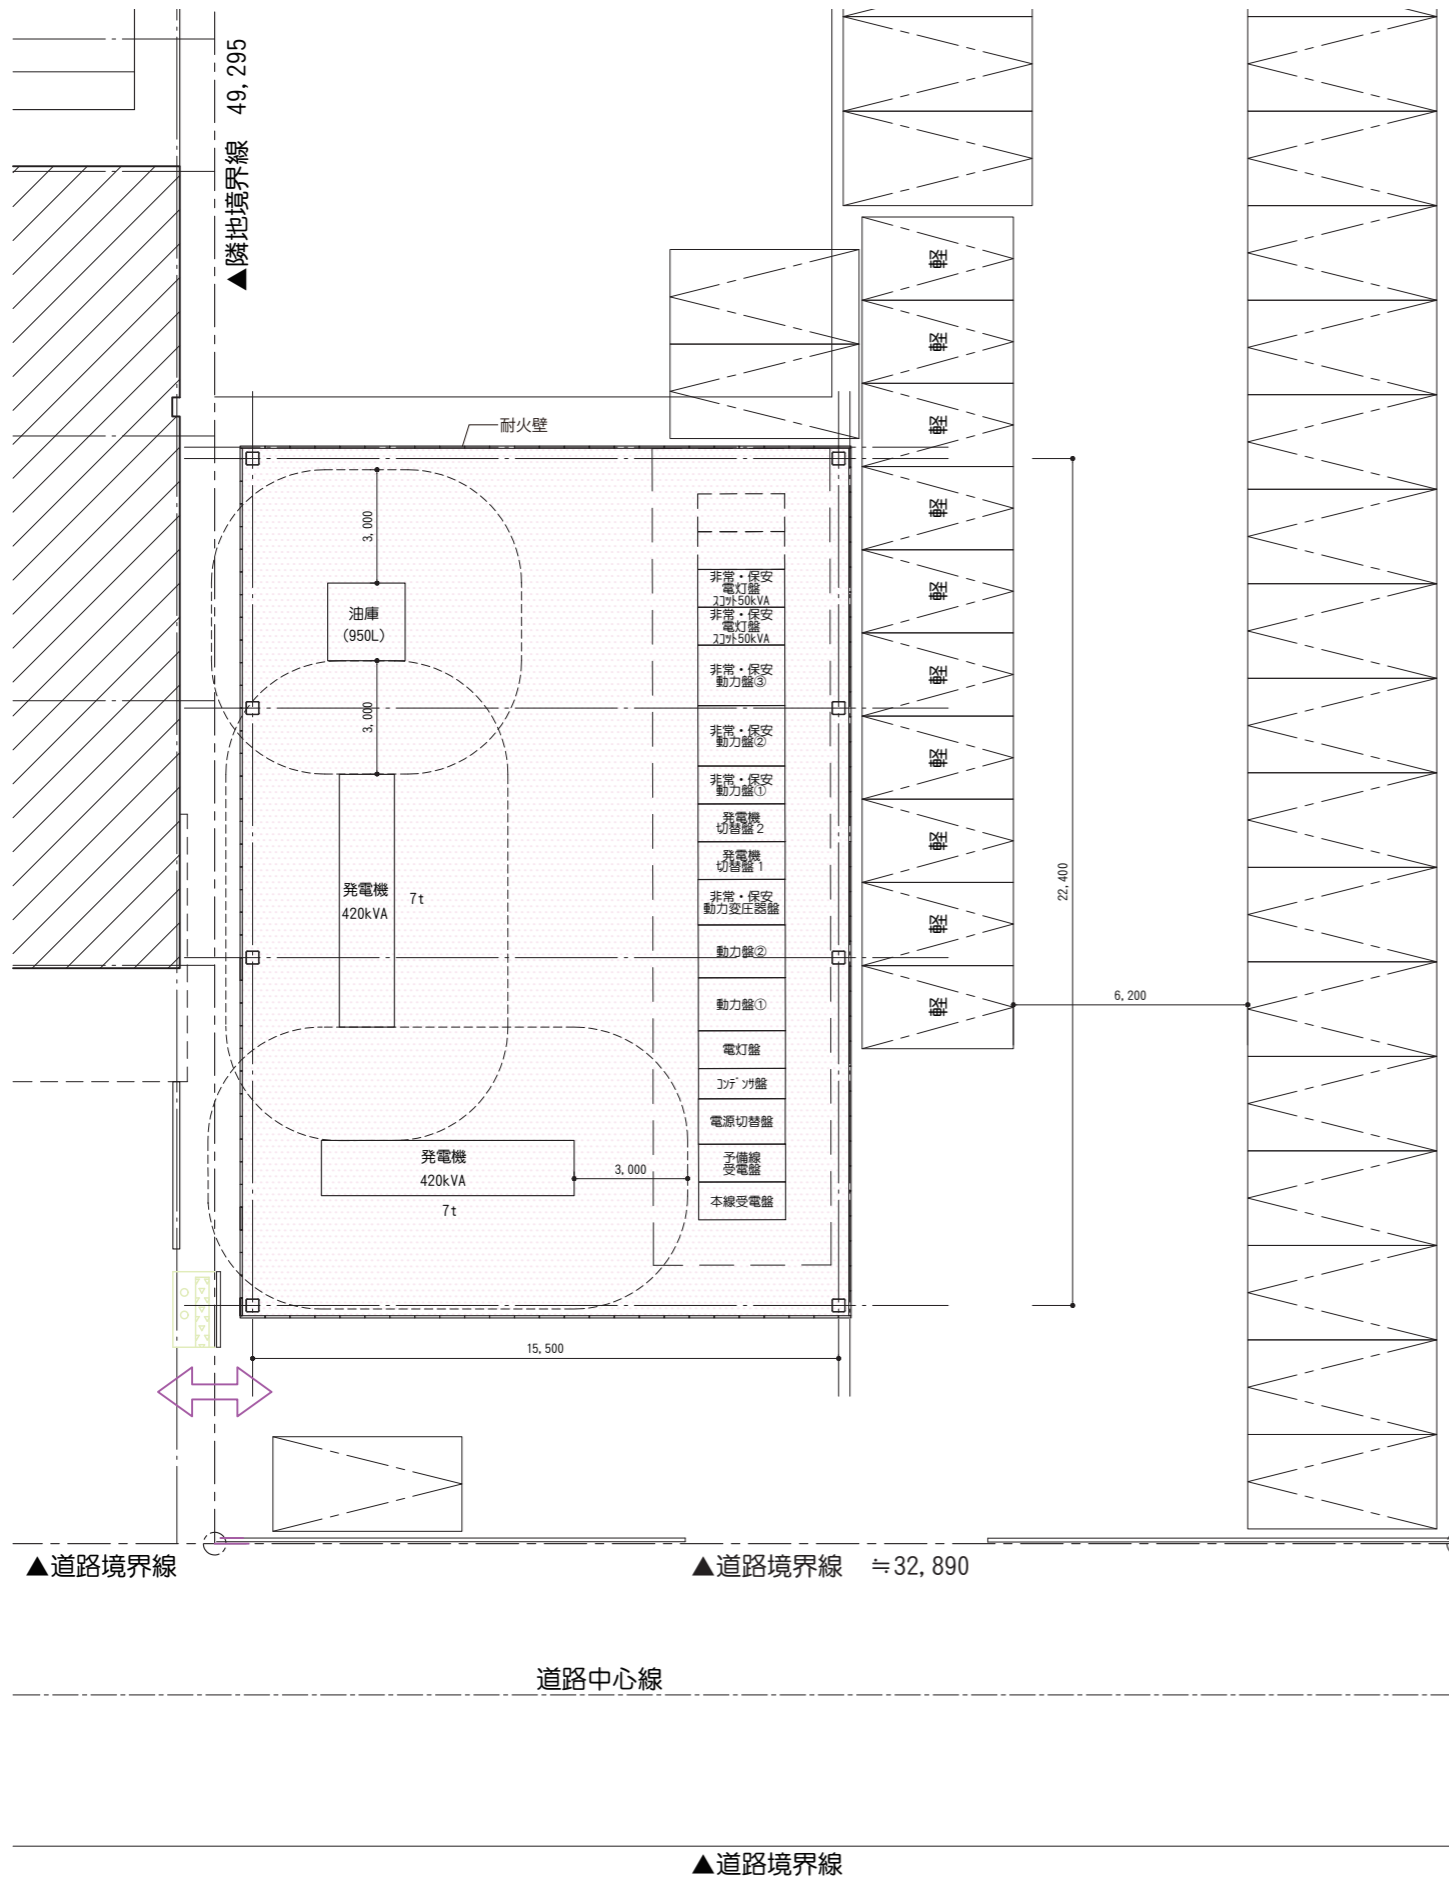 ▲隣地境界線 49,295
軽
軽
軽
軽
軽
軽
軽
軽
軽
軽
耐火壁
3,000
油庫
(950L)
3,000
発電機
420kVA
7t
発電機
420kVA
7t
3,000
非常・保安
電灯盤
スコット50kVA
非常・保安
電灯盤
スコット50kVA
非常・保安
動力盤③
非常・保安
動力盤②
非常・保安
動力盤①
発電機
切替盤2
発電機
切替盤1
非常・保安
動力変圧器盤
動力盤②
動力盤①
電灯盤
コンデンサ盤
電源切替盤
予備線
受電盤
本線受電盤
22,400
6,200
15,500
▲道路境界線
▲道路境界線 ≒32,890
道路中心線
▲道路境界線